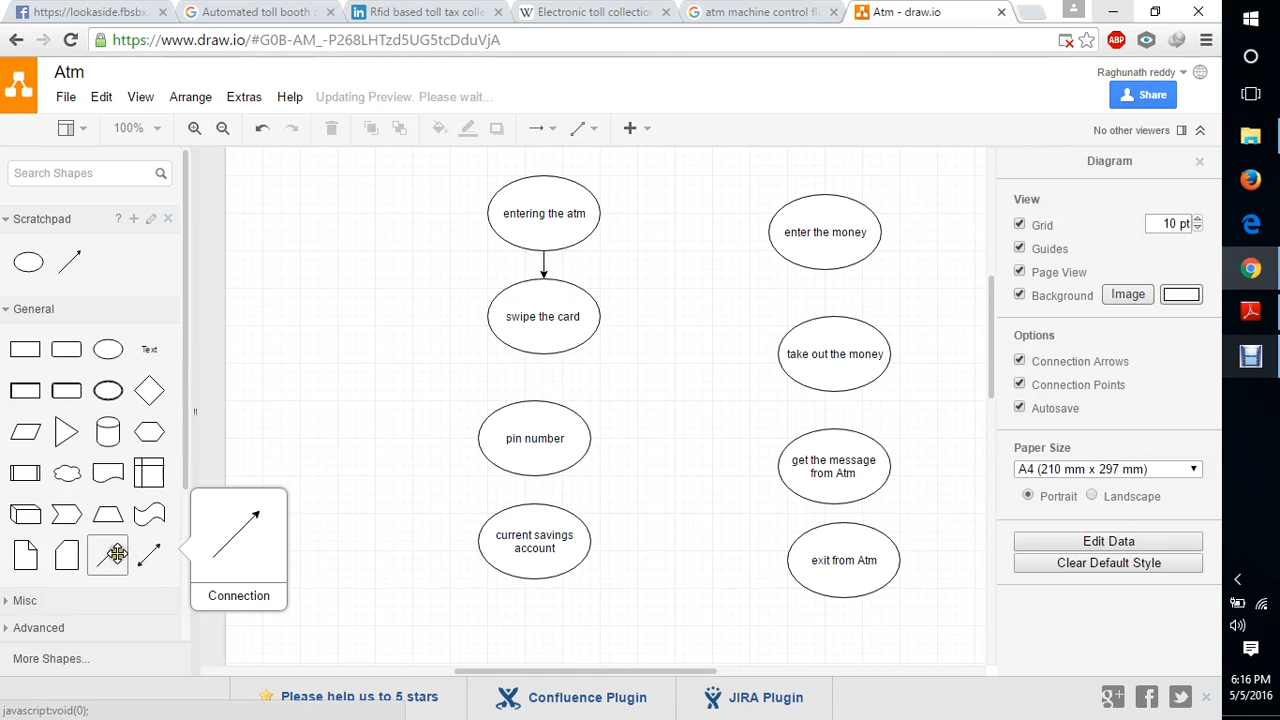 https://lookaside.fbsbx.
Automated toll booth c
Rfid based toll tax colle
Electronic toll collection
atm machine control fl
Atm - draw.io
https://www.draw.io/#G0B-AM_-P268LHTzd5UG5tcDduVjA
ABP
Atm
Raghunath reddy
File Edit View Arrange Extras Help Updating Preview. Please wait...
Share
100%
No other viewers
Search Shapes
Scratchpad ?
General
Text
Connection
Misc
Advanced
More Shapes...
entering the atm
swipe the card
pin number
current savings
account
enter the money
take out the money
get the message
from Atm
exit from Atm
Diagram
View
Grid 10 pt
Guides
Page View
Background Image
Options
Connection Arrows
Connection Points
Autosave
Paper Size
A4 (210 mm x 297 mm)
Portrait Landscape
Edit Data
Clear Default Style
Please help us to 5 stars
Confluence Plugin
JIRA Plugin
javascript:void(0);
6:16 PM
5/5/2016